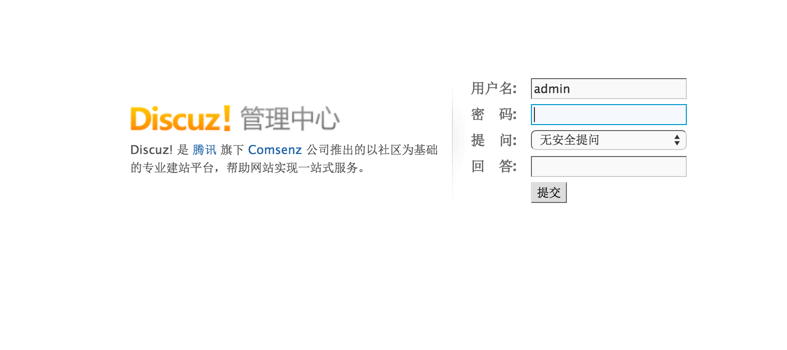 Discuz! 管理中心
Discuz! 是 腾讯 旗下 Comsenz 公司推出的以社区为基础
的专业建站平台，帮助网站实现一站式服务。
用户名: admin
密 码:
提 问: 无安全提问
回 答:
提交